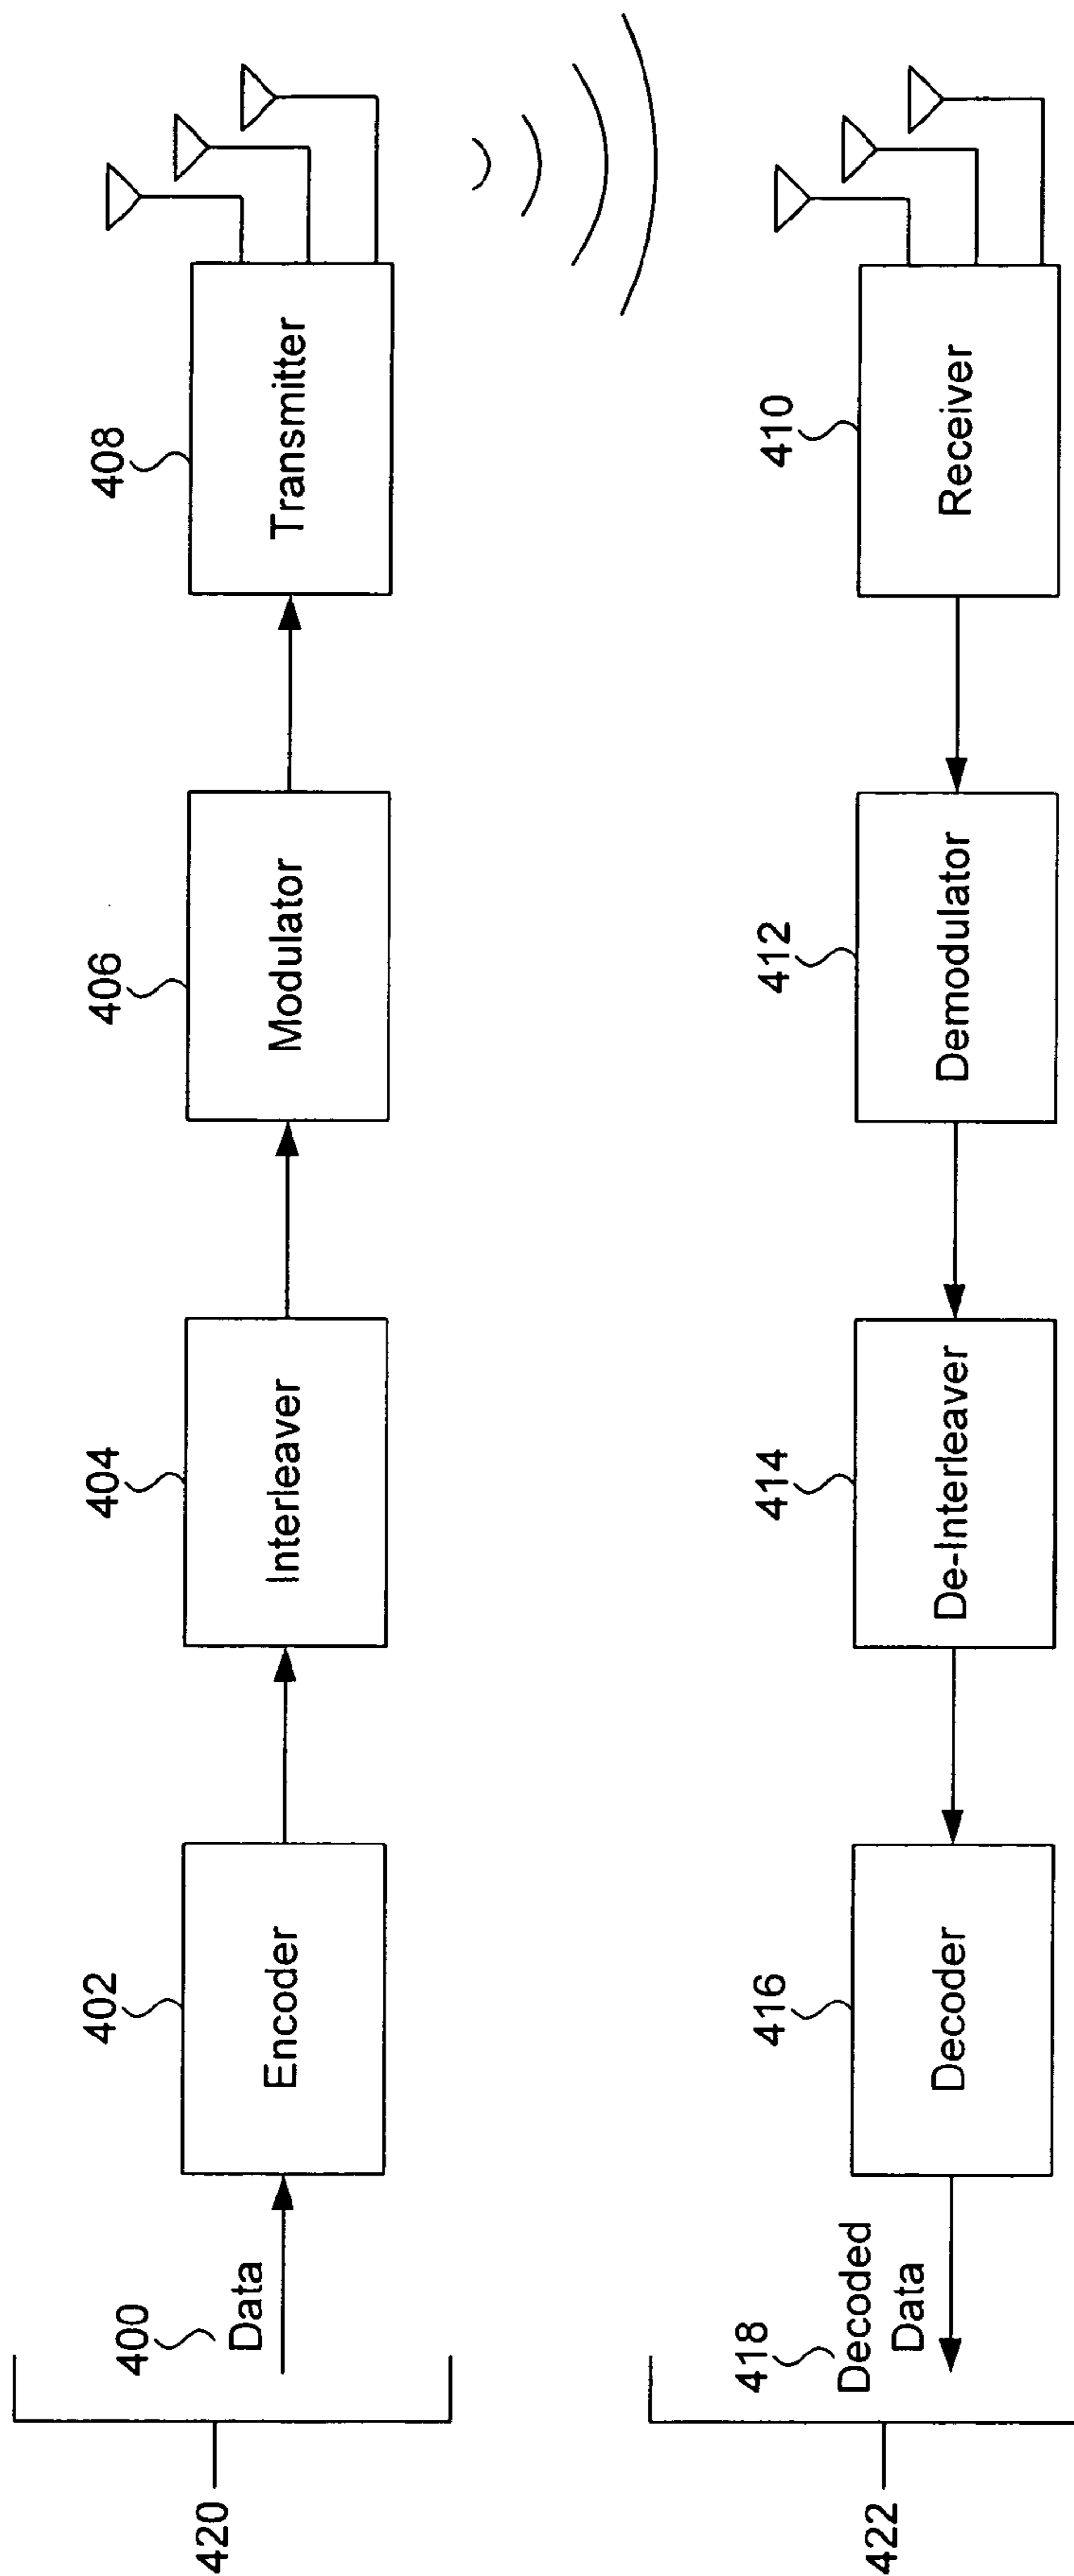 420
400
Data
402
Encoder
404
Interleaver
406
Modulator
408
Transmitter
422
418
Decoded
Data
416
Decoder
414
De-Interleaver
412
Demodulator
410
Receiver